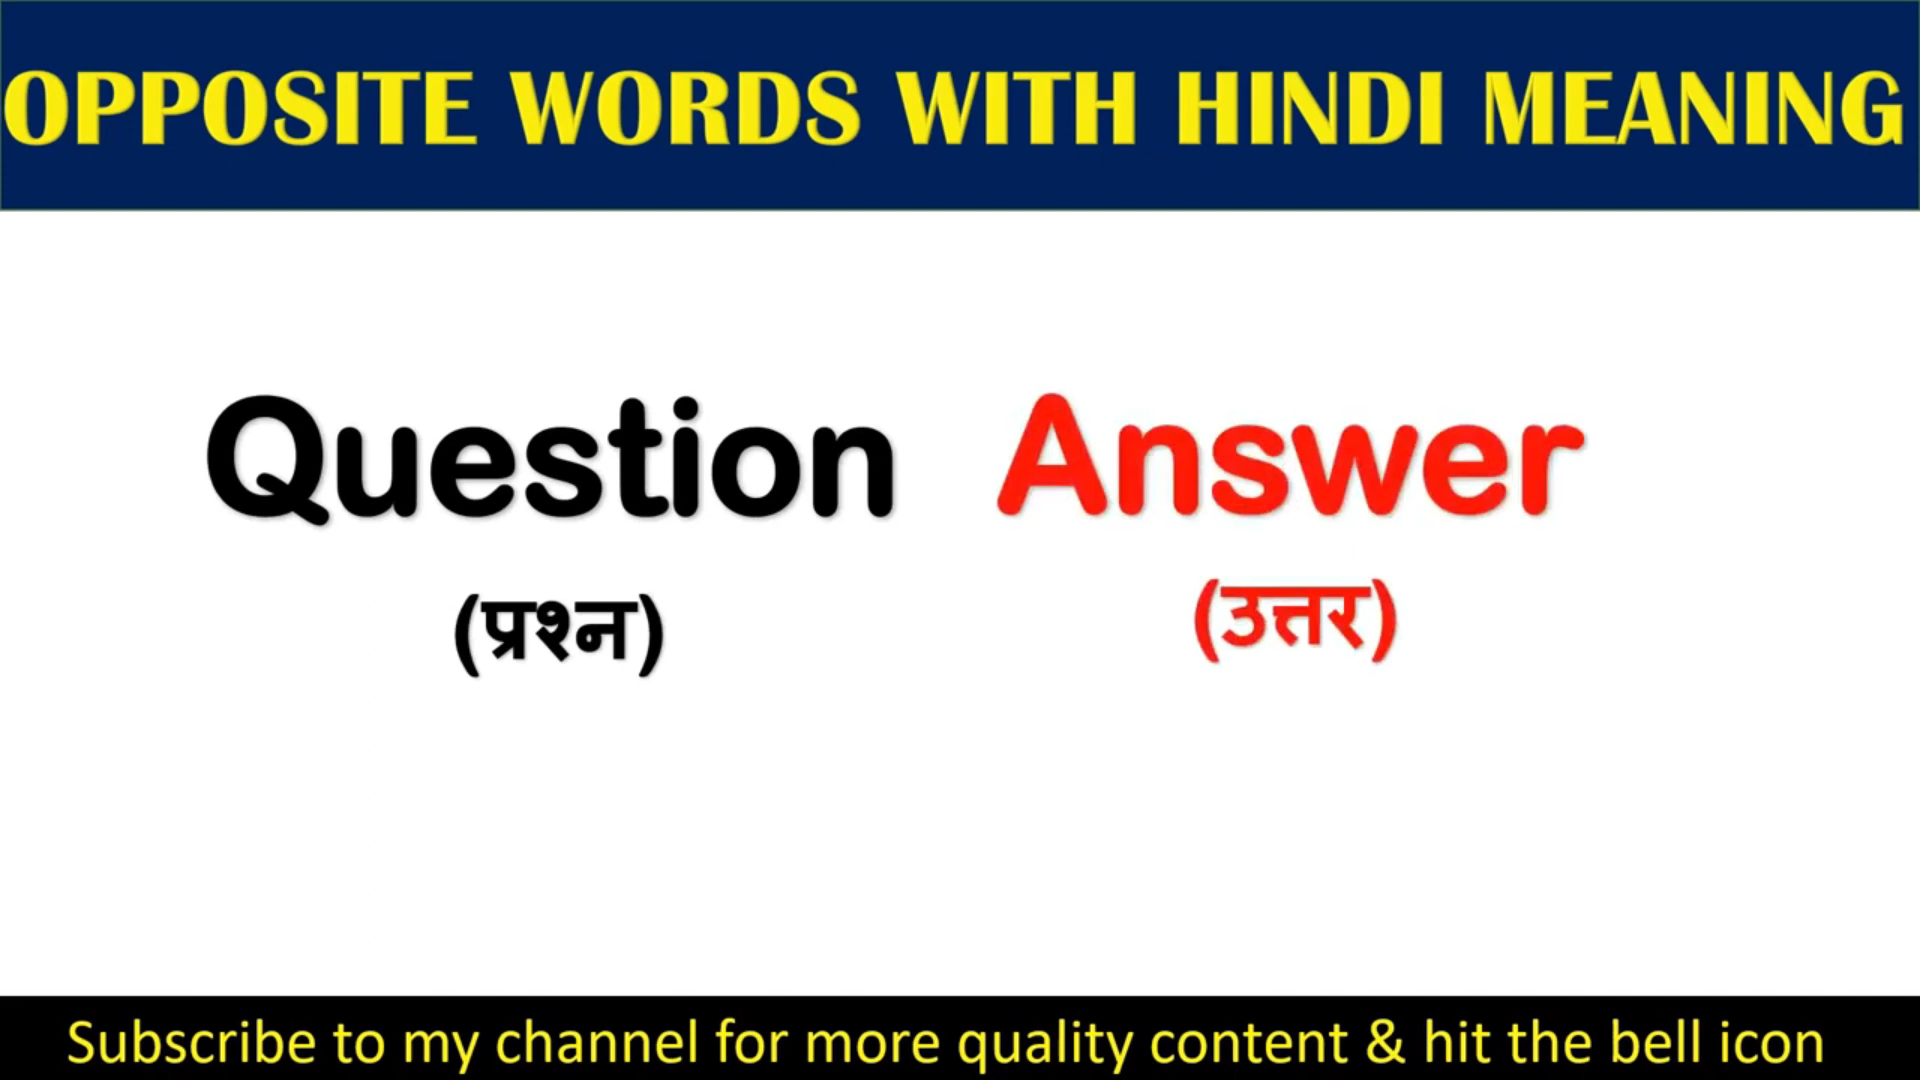 OPPOSITE WORDS WITH HINDI MEANING
Question Answer
(प्रश्न) (उत्तर)
Subscribe to my channel for more quality content & hit the bell icon